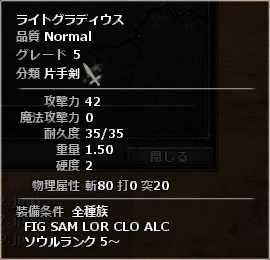 ライトグラディウス
品質 Normal
グレード 5
分類 片手剣
攻撃力 42
魔法攻撃力 0
耐久度 35/35
重量 1.50
硬度 2
閉じる
物理属性 斬80 打0 突20
装備条件 全種族
FIG SAM LOR CLO ALC
ソウルランク 5～